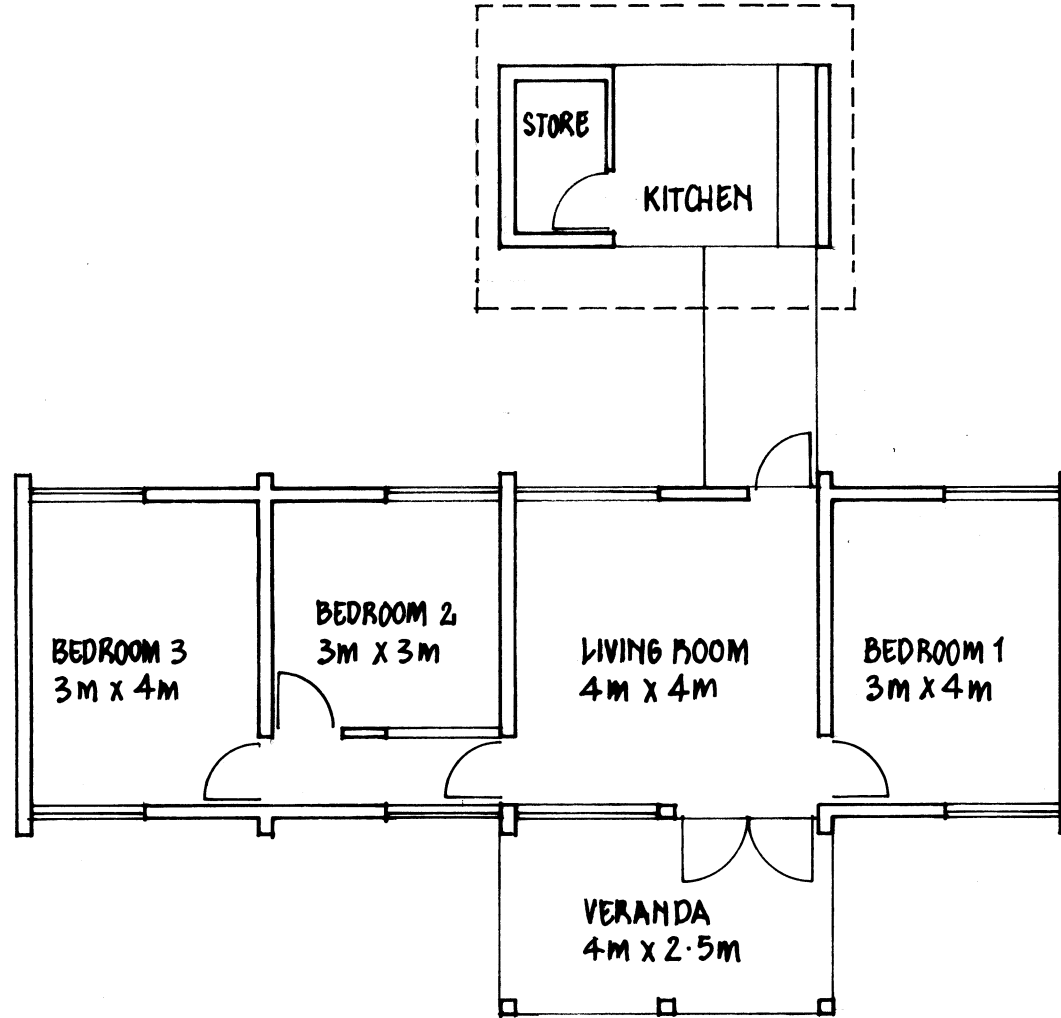 STORE
KITCHEN
BEDROOM 3
3m x 4m
BEDROOM 2
3m x 3m
LIVING ROOM
4m x 4m
BEDROOM 1
3m x 4m
VERANDA
4m x 2.5m